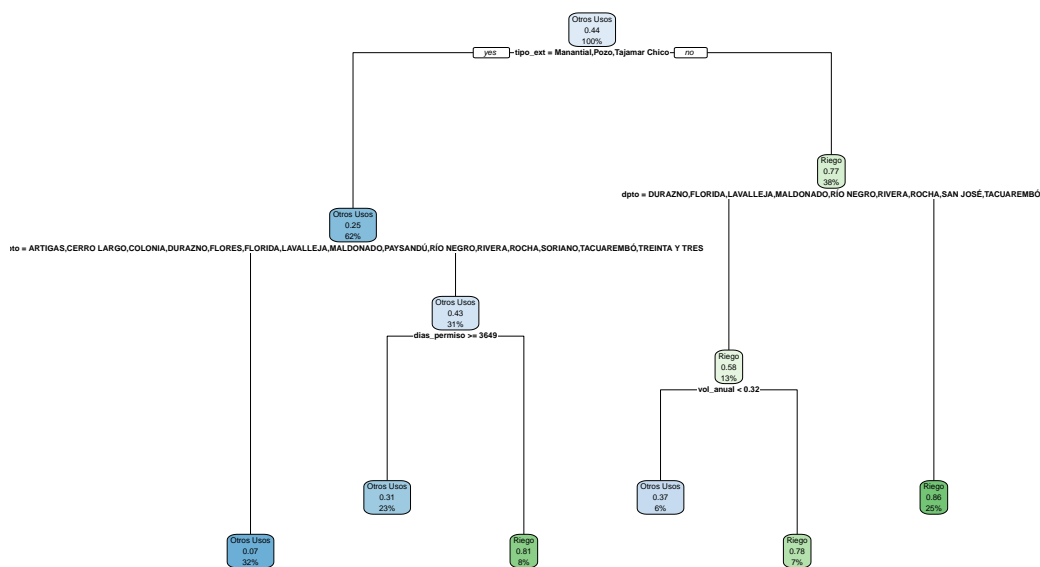 Otros Usos
0.44
100%
yes tipo_ext = Manantial,Pozo,Tajamar Chico no
Riego
0.77
38%
dpto = DURAZNO,FLORIDA,LAVALLEJA,MALDONADO,RÍO NEGRO,RIVERA,ROCHA,SAN JOSÉ,TACUAREMBÓ
Otros Usos
0.25
62%
= ARTIGAS,CERRO LARGO,COLONIA,DURAZNO,FLORES,FLORIDA,LAVALLEJA,MALDONADO,PAYSANDÚ,RÍO NEGRO,RIVERA,ROCHA,SORIANO,TACUAREMBÓ,TREINTA Y TRES
Otros Usos
0.43
31%
dias_permiso >= 3649
Riego
0.58
13%
vol_anual < 0.32
Otros Usos
0.31
23%
Otros Usos
0.37
6%
Riego
0.86
25%
Otros Usos
0.07
32%
Riego
0.81
8%
Riego
0.78
7%